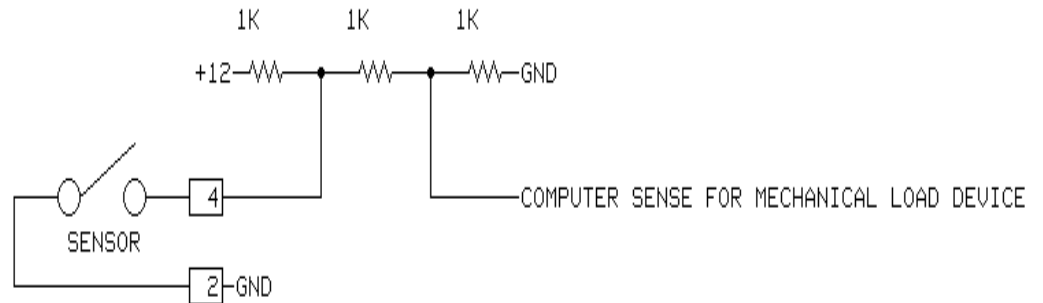 1K 1K 1K
+12 GND
4 COMPUTER SENSE FOR MECHANICAL LOAD DEVICE
SENSOR
2 GND